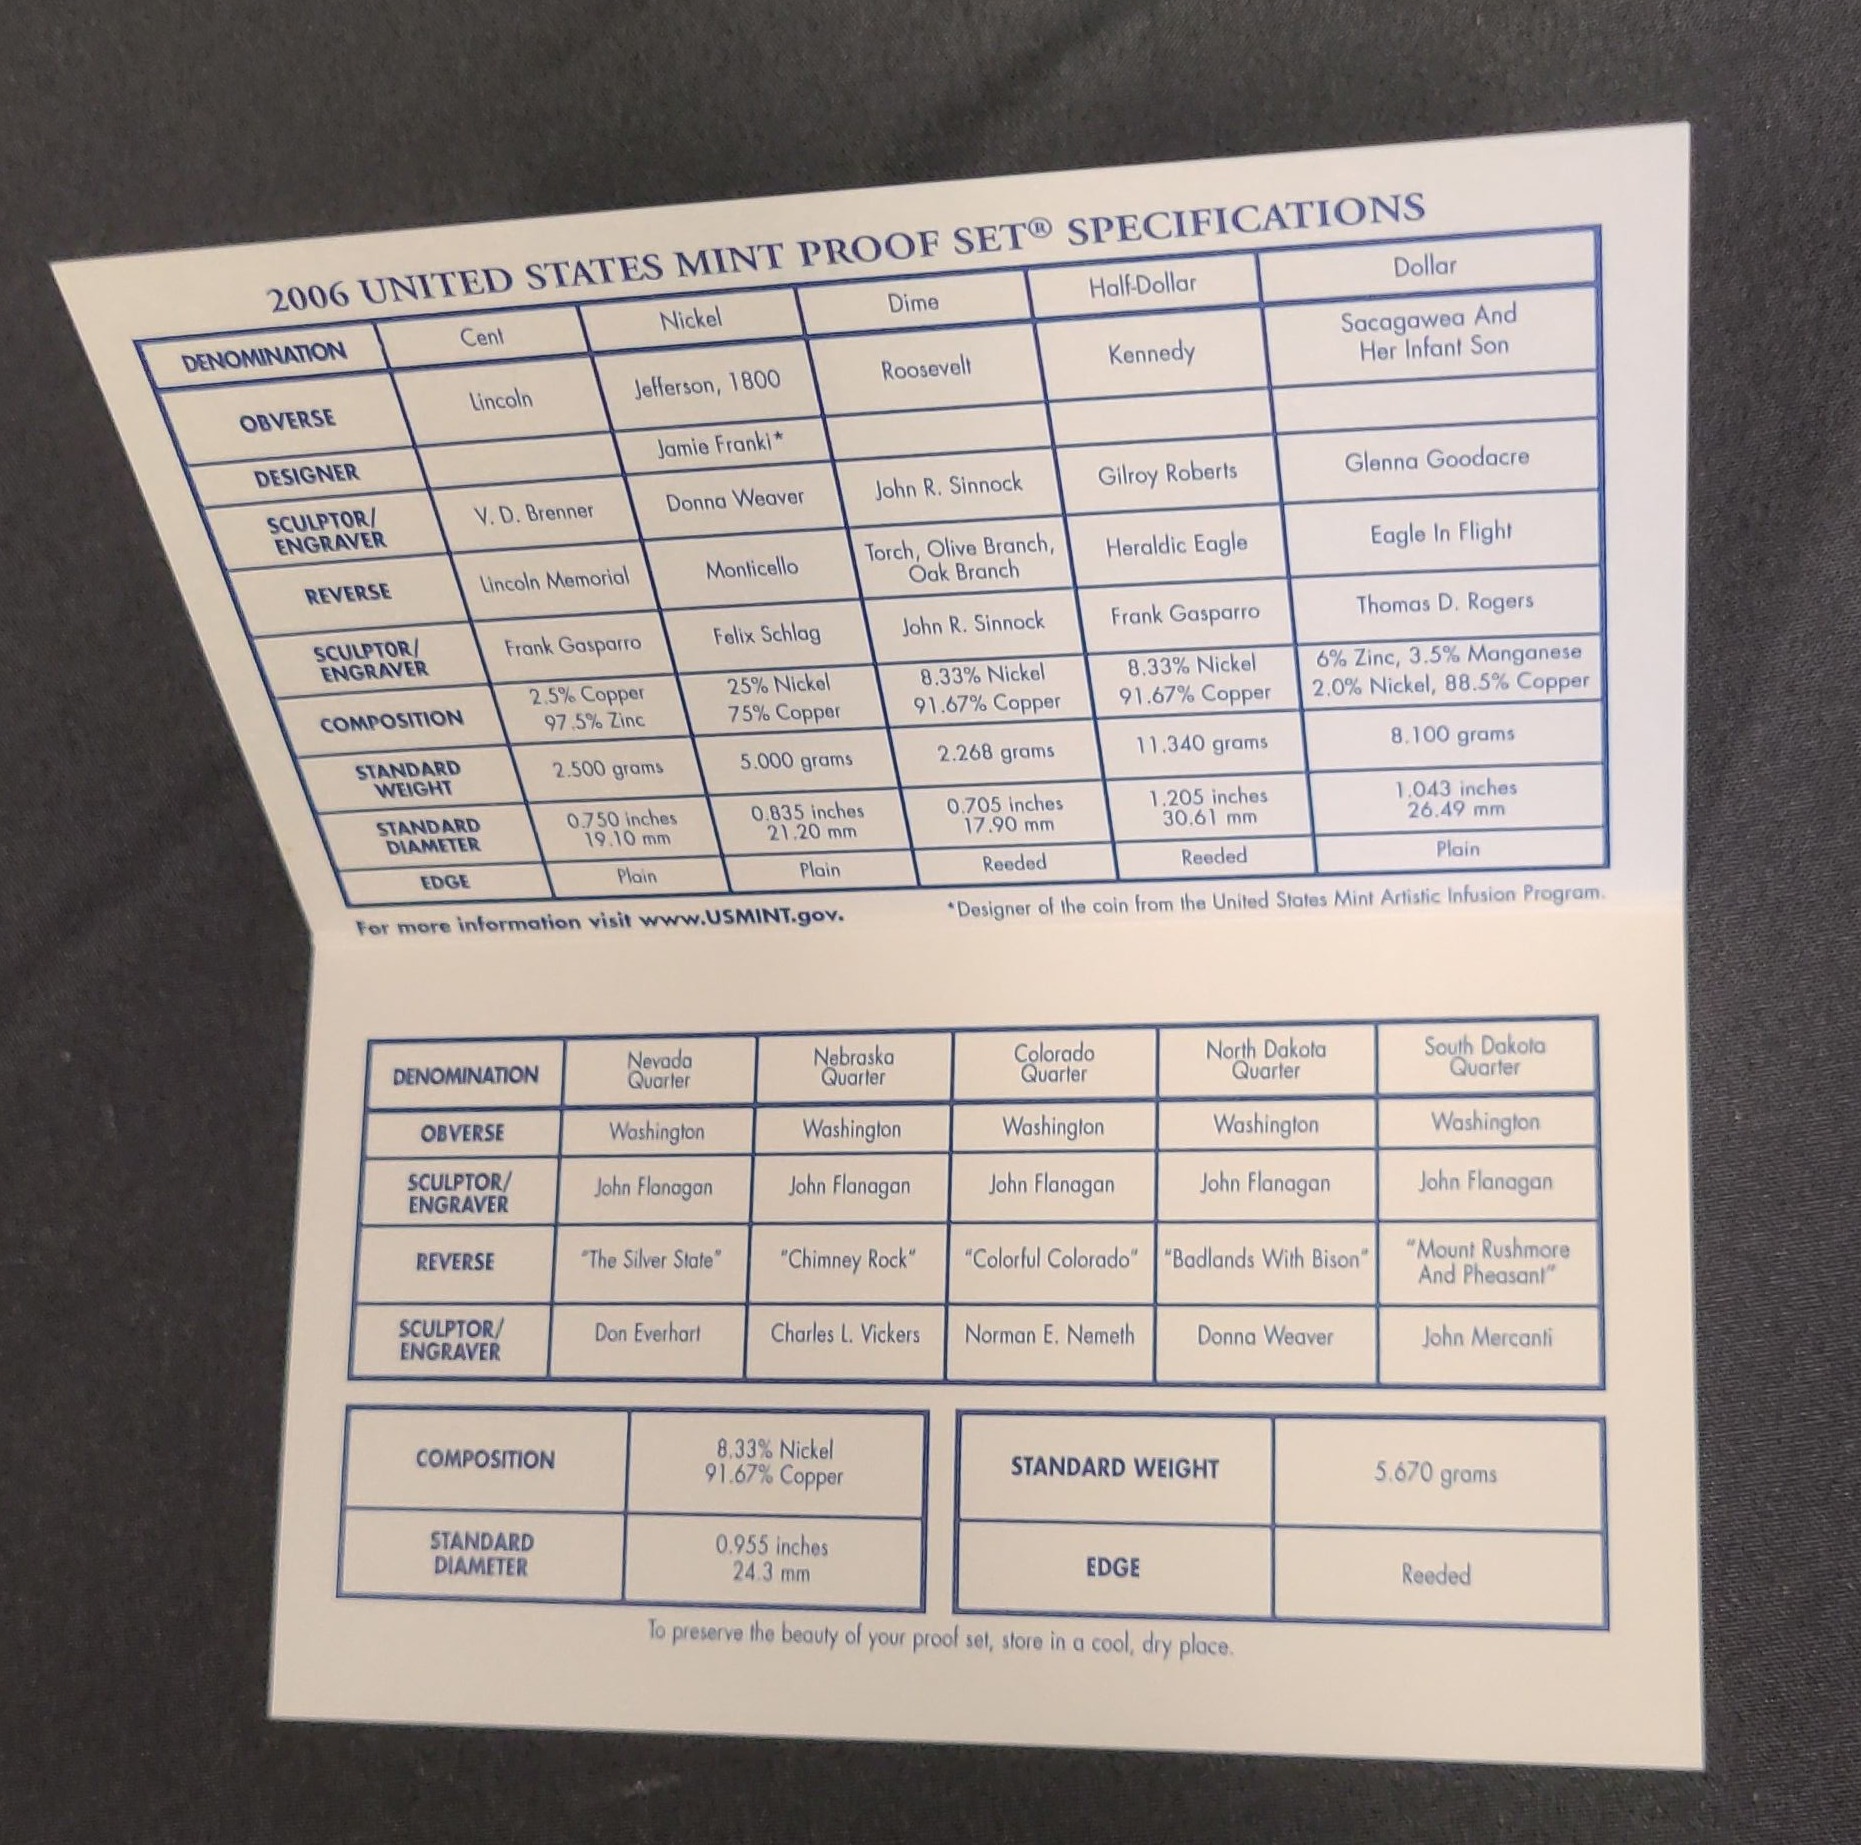 2006 UNITED STATES MINT PROOF SET® SPECIFICATIONS
DENOMINATION Cent Nickel Dime Half-Dollar Dollar
OBVERSE Lincoln Jefferson, 1800 Roosevelt Kennedy Sacagawea And
Her Infant Son
DESIGNER Jamie Franki*
SCULPTOR/
ENGRAVER V. D. Brenner Donna Weaver John R. Sinnock Gilroy Roberts Glenna Goodacre
REVERSE Lincoln Memorial Monticello Torch, Olive Branch,
Oak Branch Heraldic Eagle Eagle In Flight
SCULPTOR/
ENGRAVER Frank Gasparro Felix Schlag John R. Sinnock Frank Gasparro Thomas D. Rogers
COMPOSITION 2.5% Copper 25% Nickel 8.33% Nickel 8.33% Nickel 6% Zinc, 3.5% Manganese
97.5% Zinc 75% Copper 91.67% Copper 91.67% Copper 2.0% Nickel, 88.5% Copper
STANDARD
WEIGHT 2.500 grams 5.000 grams 2.268 grams 11.340 grams 8.100 grams
STANDARD 0.750 inches 0.835 inches 0.705 inches 1.205 inches 1.043 inches
DIAMETER 19.10 mm 21.20 mm 17.90 mm 30.61 mm 26.49 mm
EDGE Plain Plain Reeded Reeded Plain
For more information visit www.USMINT.gov. *Designer of the coin from the United States Mint Artistic Infusion Program.
DENOMINATION Nevada Nebraska Colorado North Dakota South Dakota
Quarter Quarter Quarter Quarter Quarter
OBVERSE Washington Washington Washington Washington Washington
SCULPTOR/
ENGRAVER John Flanagan John Flanagan John Flanagan John Flanagan John Flanagan
REVERSE "The Silver State" "Chimney Rock" "Colorful Colorado" "Badlands With Bison" "Mount Rushmore
And Pheasant"
SCULPTOR/
ENGRAVER Don Everhart Charles L. Vickers Norman E. Nemeth Donna Weaver John Mercanti
COMPOSITION 8.33% Nickel
91.67% Copper
STANDARD WEIGHT 5.670 grams
STANDARD 0.955 inches
DIAMETER 24.3 mm
EDGE Reeded
To preserve the beauty of your proof set, store in a cool, dry place.